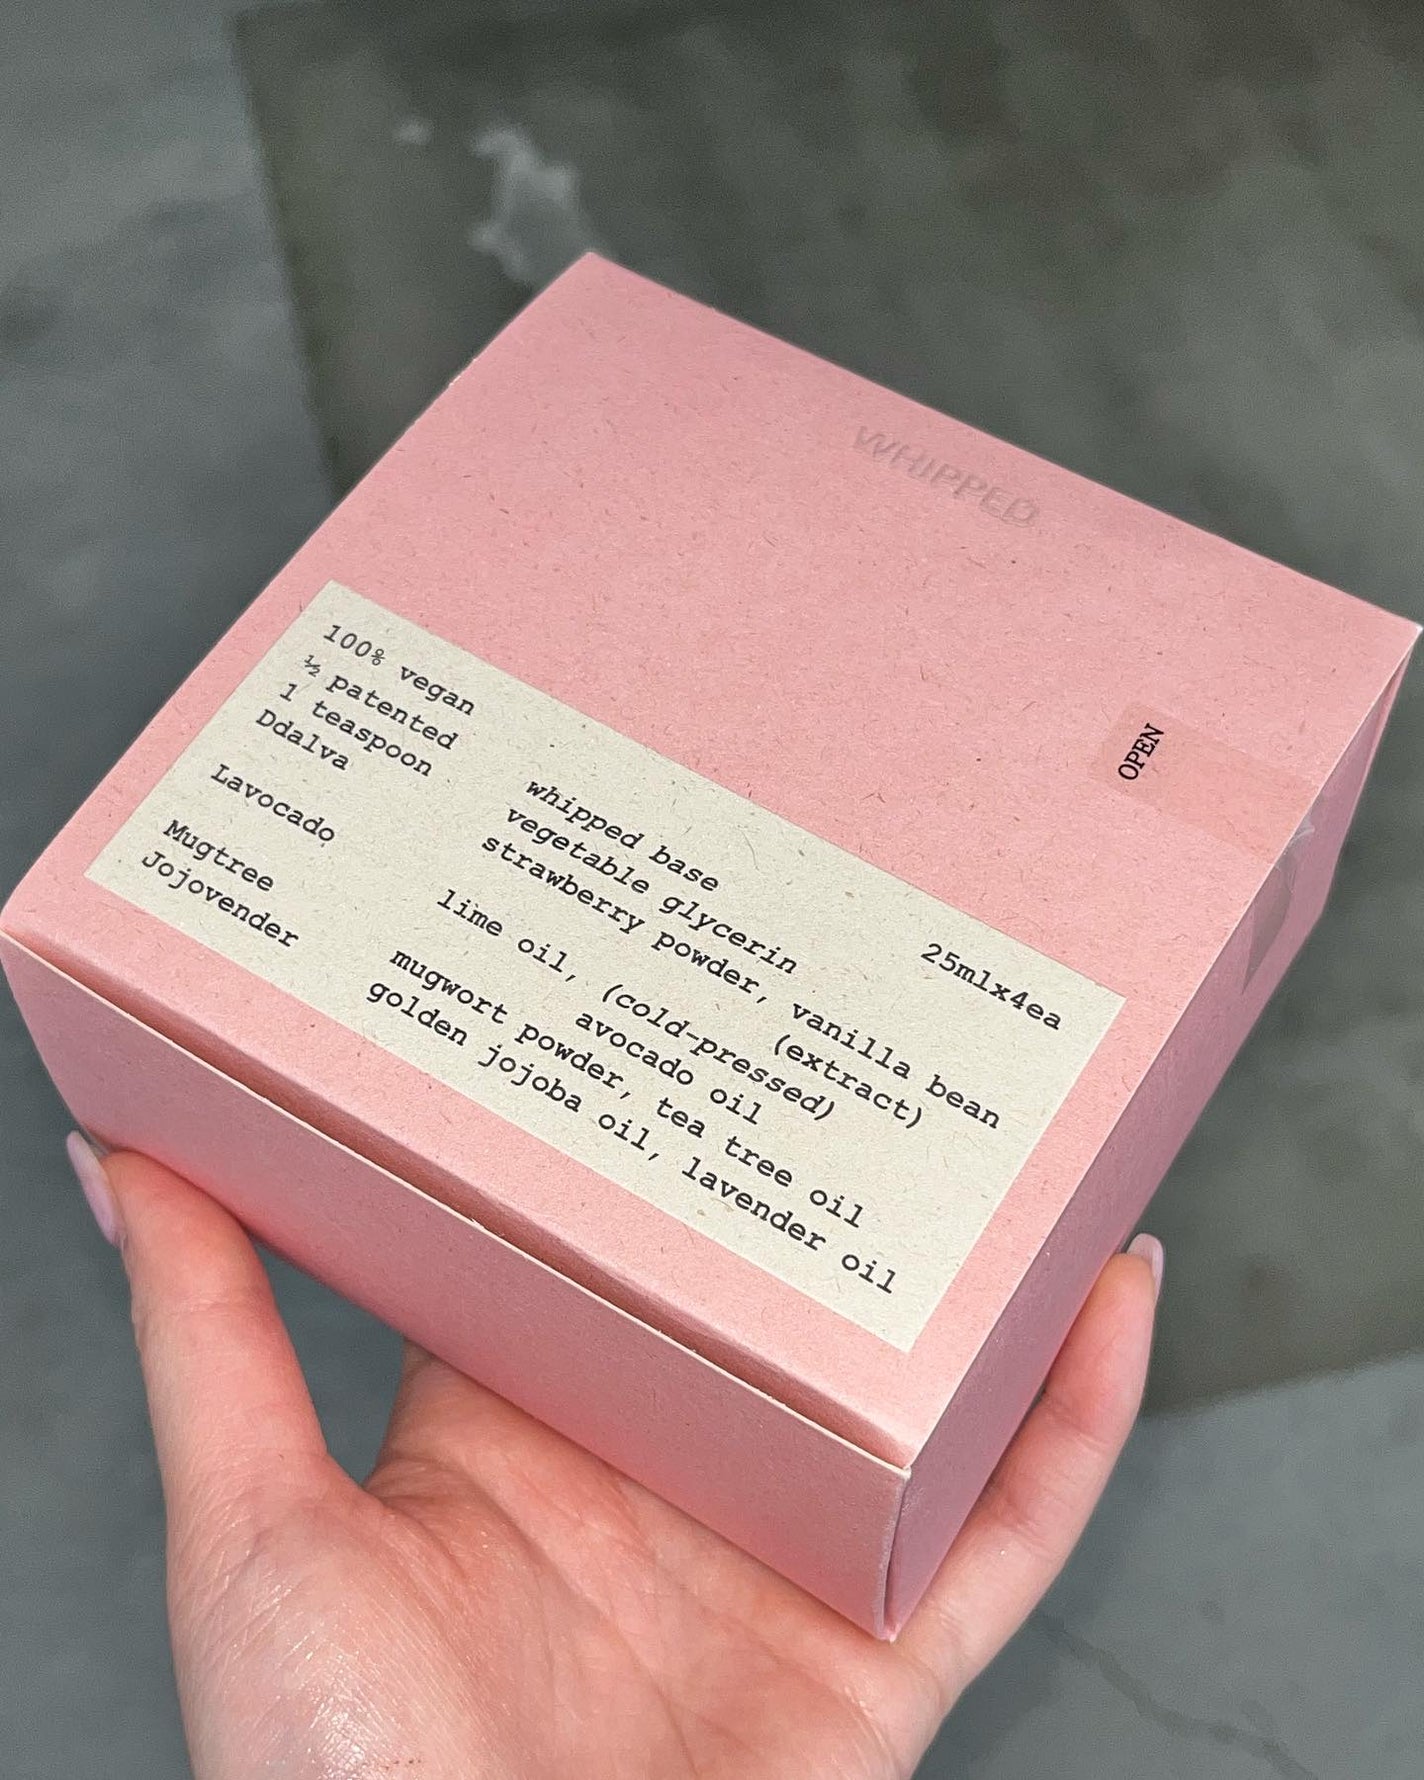 WHIPPED
OPEN
100% vegan
½ patented whipped base 25mlx4ea
1 teaspoon vegetable glycerin
Ddalva strawberry powder, vanilla bean
(extract)
Lavocado lime oil, (cold-pressed)
avocado oil
Mugtree mugwort powder, tea tree oil
Jojovender golden jojoba oil, lavender oil